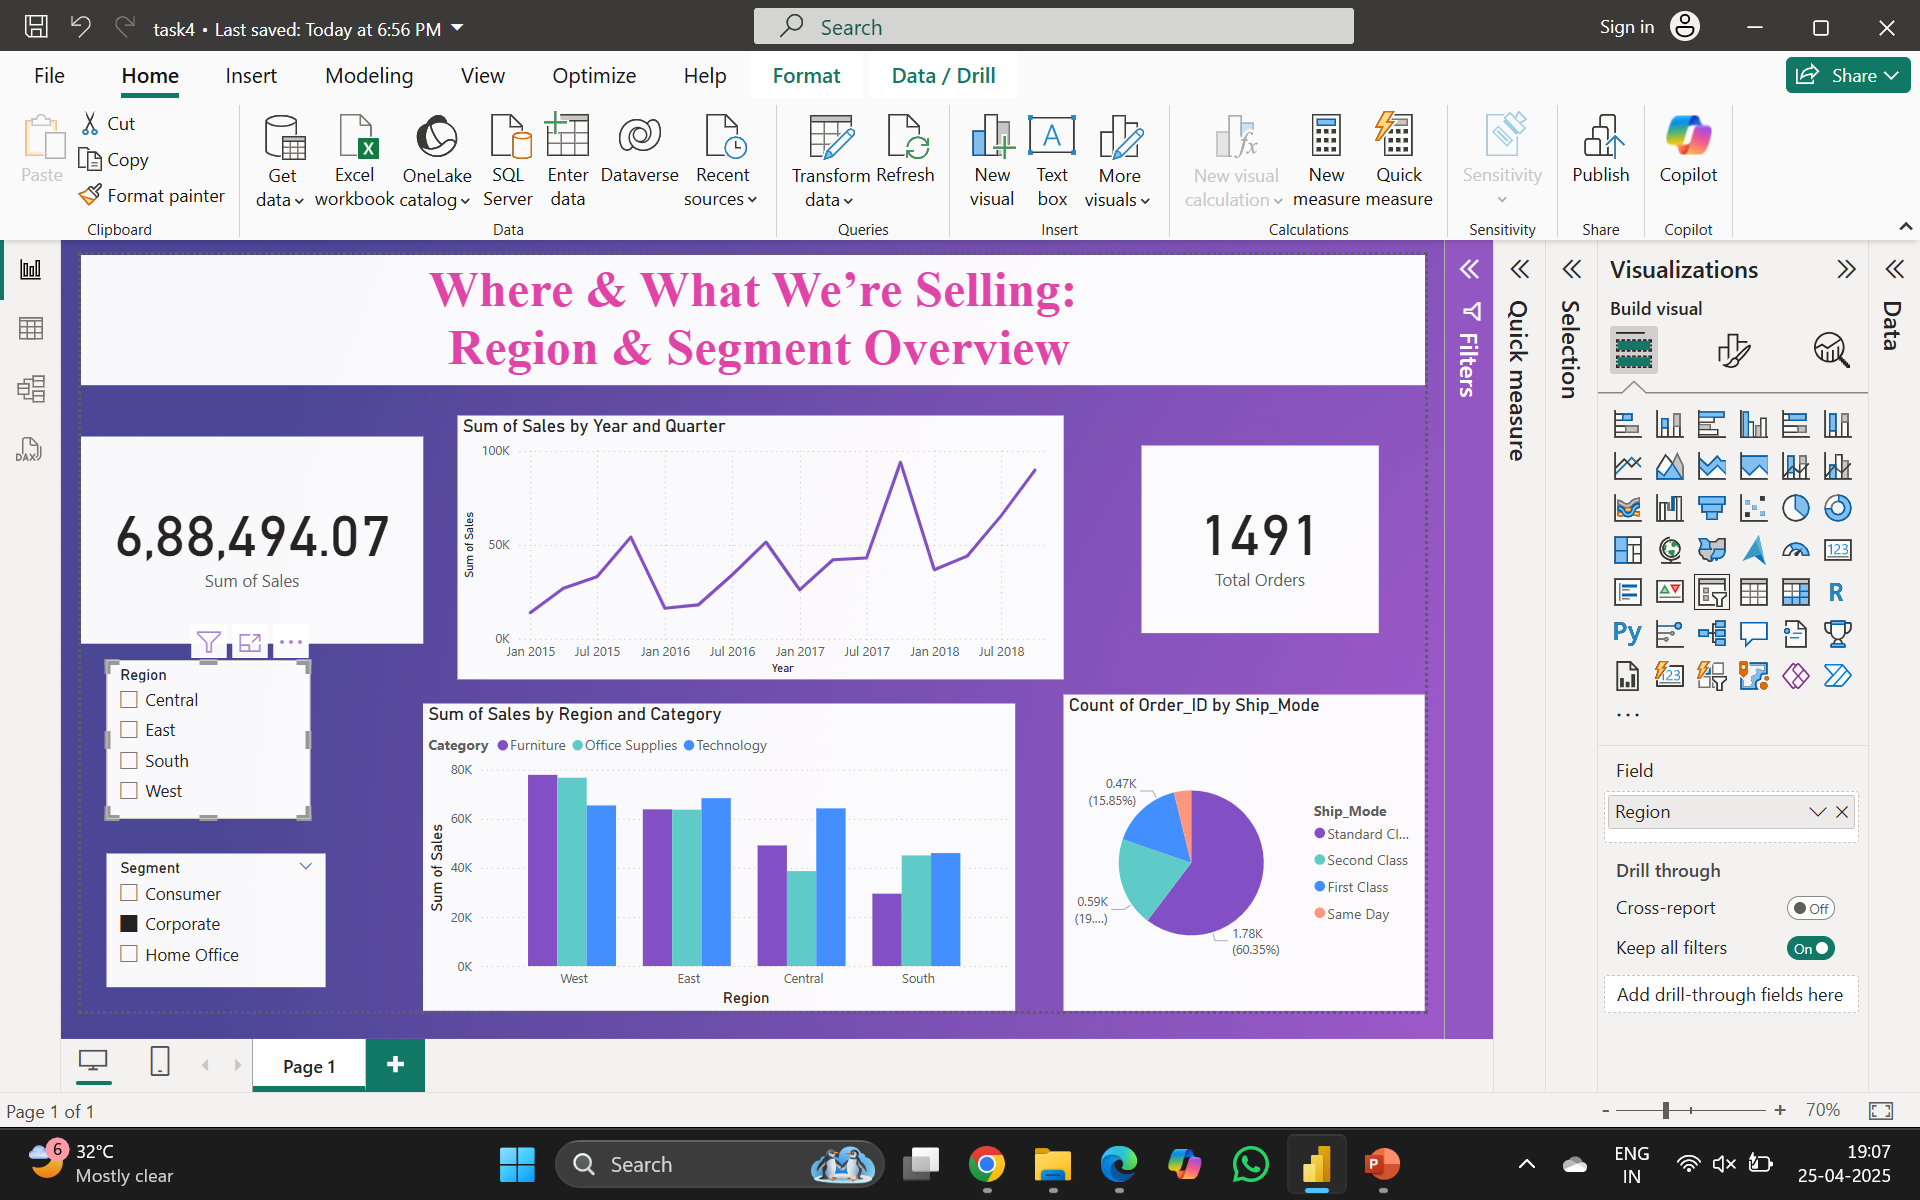 task4 • Last saved: Today at 6:56 PM
Search
Sign in
File
Home
Insert
Modeling
View
Optimize
Help
Format
Data / Drill
Share
Paste
Cut
Copy
Format painter
Clipboard
Get
data
Excel
workbook
OneLake
catalog
SQL
Server
Enter
data
Dataverse
Recent
sources
Data
Transform
data
Refresh
Queries
New
visual
Text
box
More
visuals
Insert
New visual
calculation
New
measure
Quick
measure
Calculations
Sensitivity
Sensitivity
Publish
Share
Copilot
Copilot
Where & What We’re Selling:
Region & Segment Overview
6,88,494.07
Sum of Sales
Sum of Sales by Year and Quarter
100K
50K
0K
Sum of Sales
Jan 2015
Jul 2015
Jan 2016
Jul 2016
Jan 2017
Jul 2017
Jan 2018
Jul 2018
Year
1491
Total Orders
Region
Central
East
South
West
Segment
Consumer
Corporate
Home Office
Sum of Sales by Region and Category
Category Furniture Office Supplies Technology
80K
60K
40K
20K
0K
Sum of Sales
West
East
Central
South
Region
Count of Order_ID by Ship_Mode
0.47K
(15.85%)
0.59K
(19....)
1.78K
(60.35%)
Ship_Mode
Standard Cl...
Second Class
First Class
Same Day
Filters
Quick measure
Selection
Visualizations
Build visual
123
R
Py
123
Field
Region
Drill through
Cross-report
Off
Keep all filters
On
Add drill-through fields here
Data
DAX
Page 1
Page 1 of 1
- + 70%
6
32°C
Mostly clear
Search
ENG
IN
19:07
25-04-2025